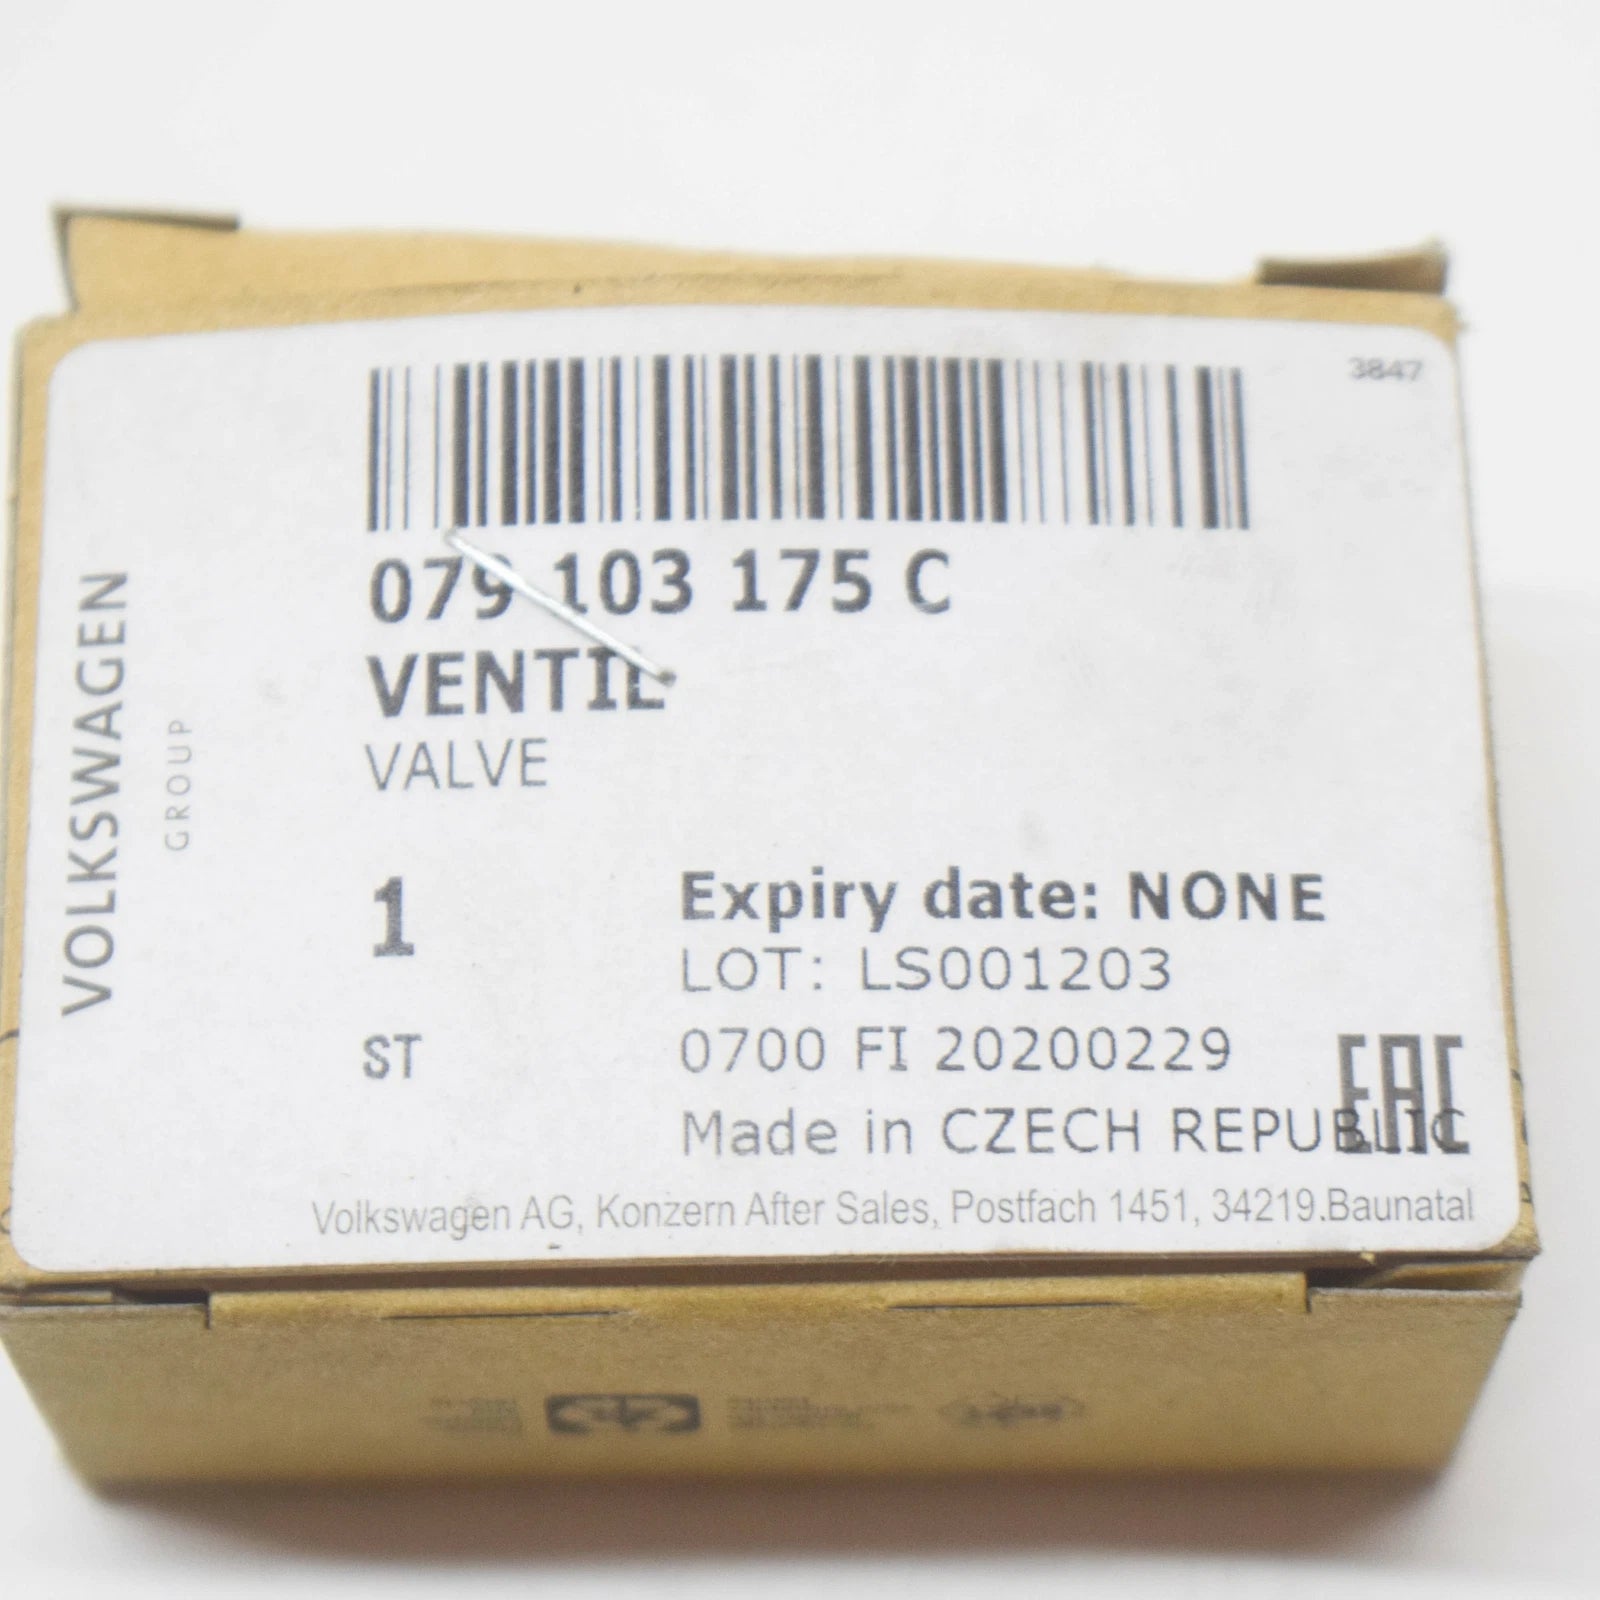 3847
079 103 175 C
VENTIL
VALVE
VOLKSWAGEN
GROUP
1
Expiry date: NONE
LOT: LS001203
ST
0700 FI 20200229
EAC
Made in CZECH REPUBLIC
Volkswagen AG, Konzern After Sales, Postfach 1451, 34219.Baunatal